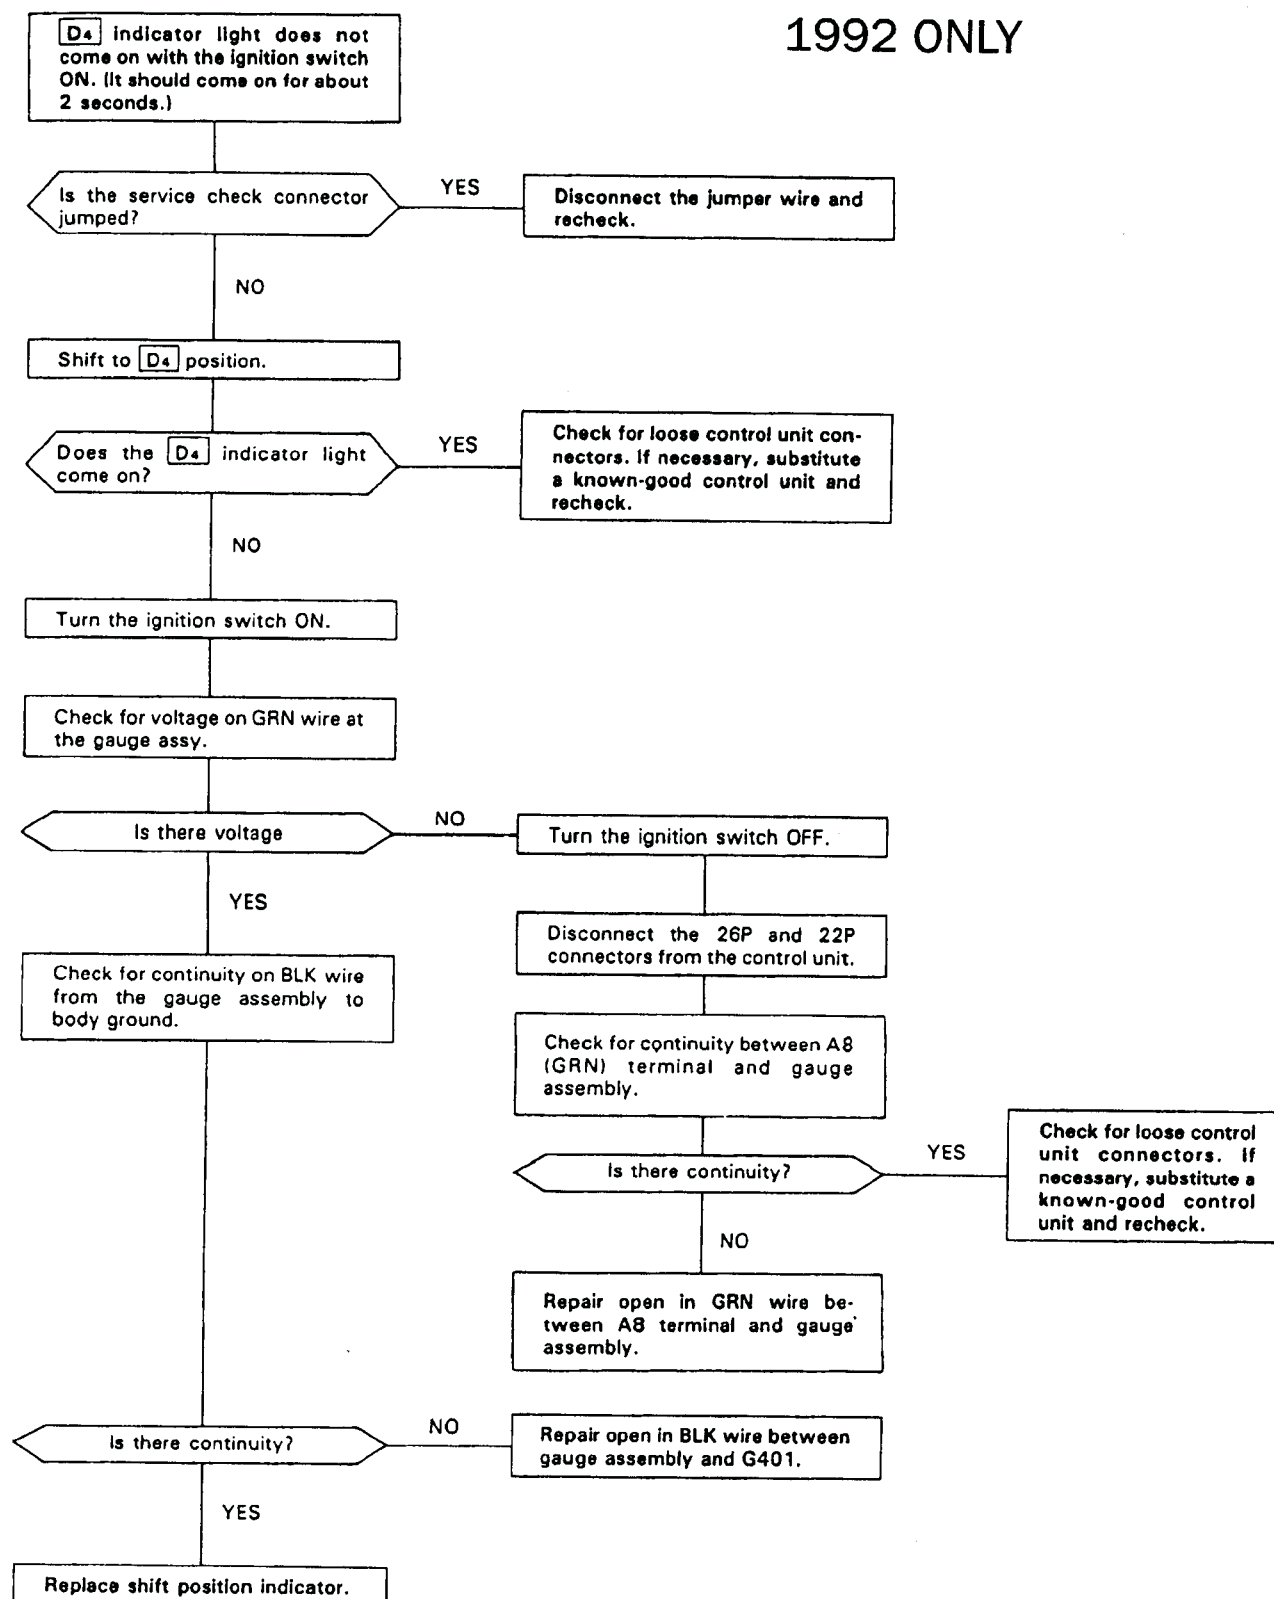 1992 ONLY
D4 indicator light does not
come on with the ignition switch
ON. (It should come on for about
2 seconds.)
Is the service check connector
jumped?
YES
Disconnect the jumper wire and
recheck.
NO
Shift to D4 position.
Does the D4 indicator light
come on?
YES
Check for loose control unit con-
nectors. If necessary, substitute
a known-good control unit and
recheck.
NO
Turn the ignition switch ON.
Check for voltage on GRN wire at
the gauge assy.
Is there voltage
NO
Turn the ignition switch OFF.
YES
Disconnect the 26P and 22P
connectors from the control unit.
Check for continuity on BLK wire
from the gauge assembly to
body ground.
Check for continuity between A8
(GRN) terminal and gauge
assembly.
Is there continuity?
YES
Check for loose control
unit connectors. If
necessary, substitute a
known-good control
unit and recheck.
NO
Repair open in GRN wire be-
tween A8 terminal and gauge
assembly.
Is there continuity?
NO
Repair open in BLK wire between
gauge assembly and G401.
YES
Replace shift position indicator.